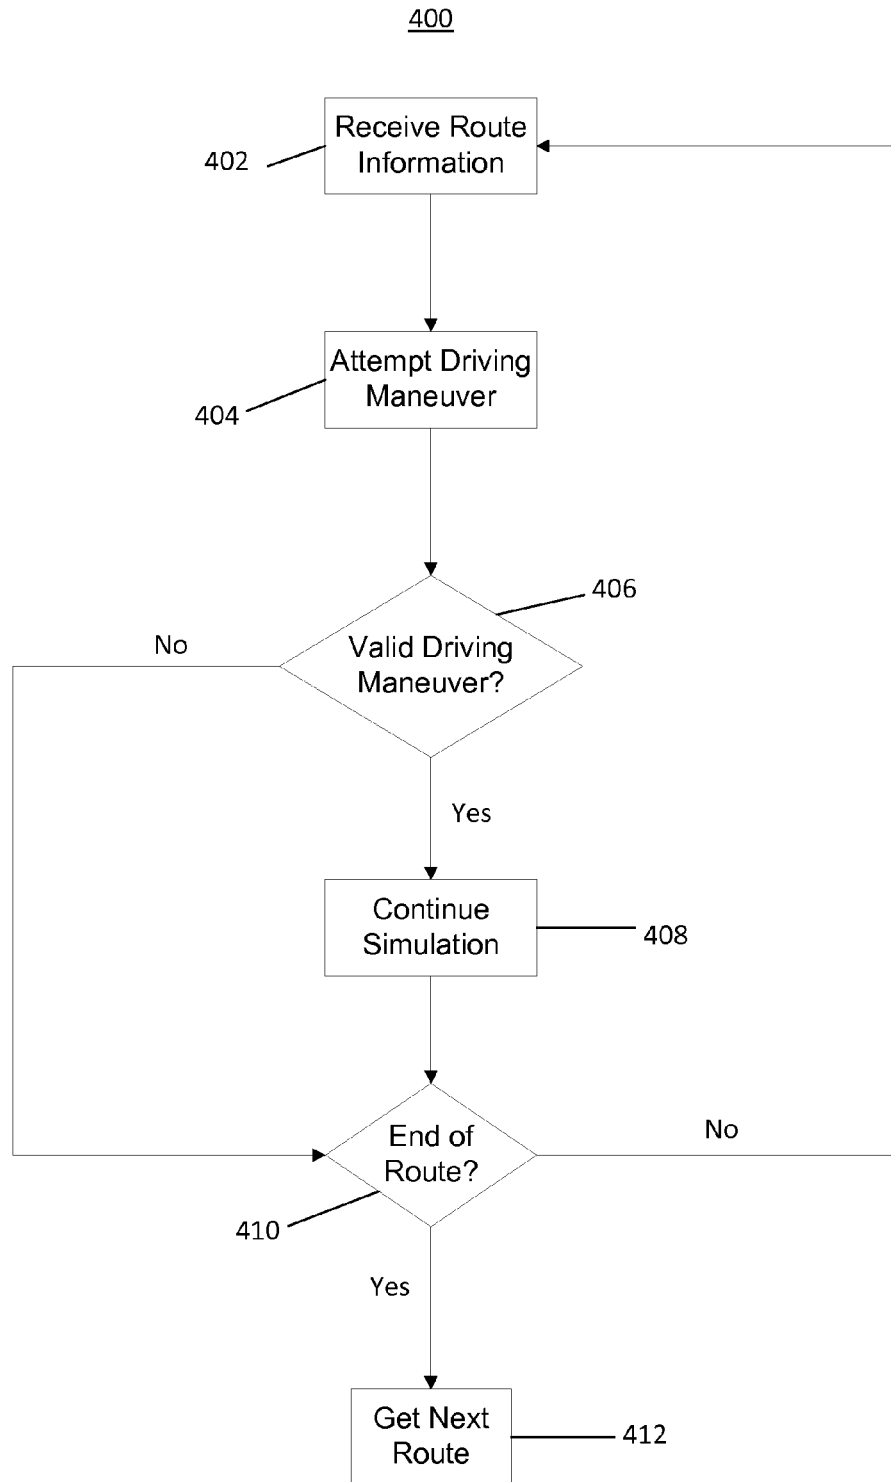 400
Receive Route
Information
402
Attempt Driving
Maneuver
404
406
No
Valid Driving
Maneuver?
Yes
Continue
Simulation
408
End of
Route?
No
410
Yes
Get Next
Route
412